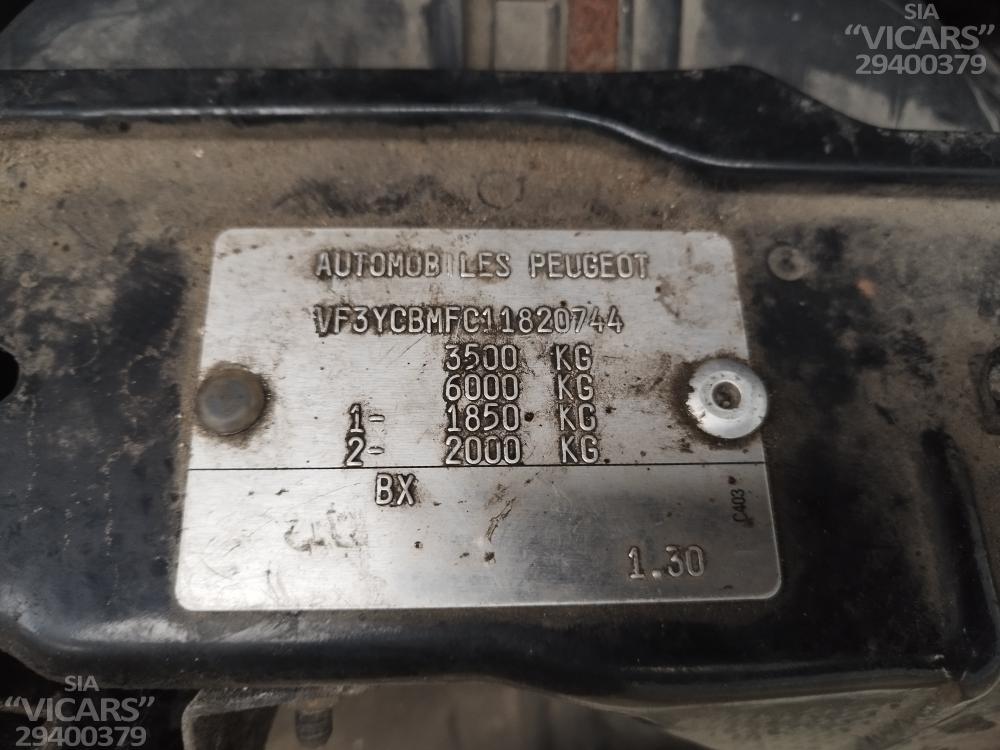 SIA
“VICARS”
29400379
AUTOMOBILES PEUGEOT
VF3YCBMFC11820744
3500 KG
6000 KG
1- 1850 KG
2- 2000 KG
BX
C403
1.30
SIA
“VICARS”
29400379